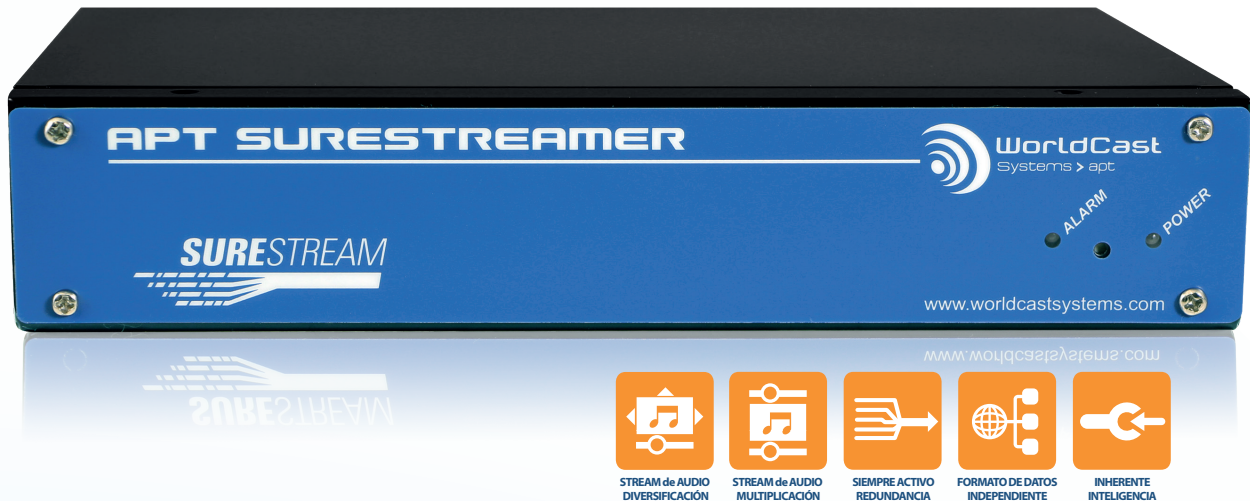 APT SURESTREAMER
WorldCast
Systems > apt
ALARM
POWER
SURESTREAM
www.worldcastsystems.com
www.worldcastsystems.com
SURESTREAM
STREAM de AUDIO
DIVERSIFICACIÓN
STREAM de AUDIO
MULTIPLICACIÓN
SIEMPRE ACTIVO
REDUNDANCIA
FORMATO DE DATOS
INDEPENDIENTE
INHERENTE
INTELIGENCIA